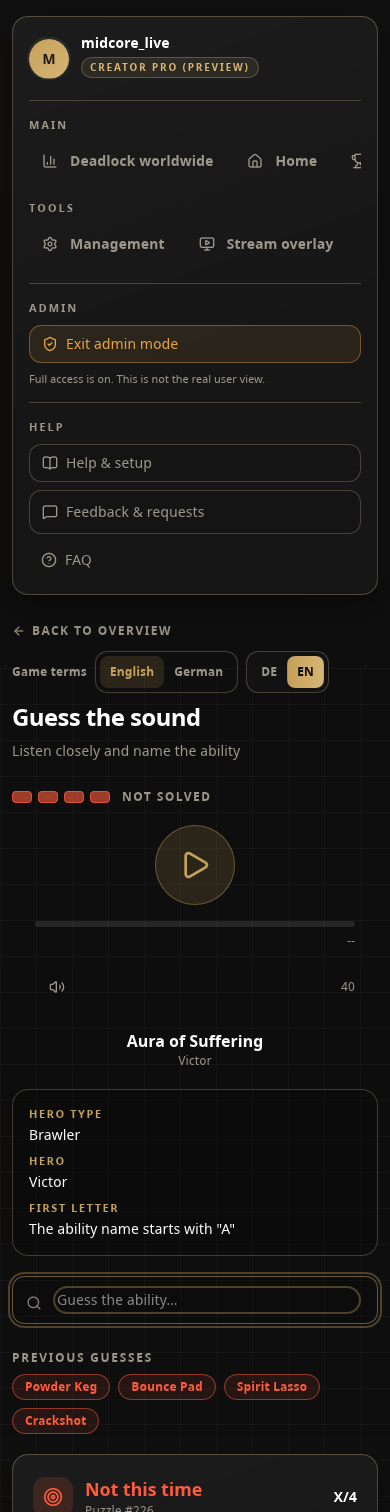 M
midcore_live
CREATOR PRO (PREVIEW)
MAIN
Deadlock worldwide Home
TOOLS
Management Stream overlay
ADMIN
Exit admin mode
Full access is on. This is not the real user view.
HELP
Help & setup
Feedback & requests
FAQ
BACK TO OVERVIEW
Game terms English German DE EN
Guess the sound
Listen closely and name the ability
NOT SOLVED
--
40
Aura of Suffering
Victor
HERO TYPE
Brawler
HERO
Victor
FIRST LETTER
The ability name starts with "A"
Guess the ability...
PREVIOUS GUESSES
Powder Keg Bounce Pad Spirit Lasso
Crackshot
Not this time X/4
Puzzle #226